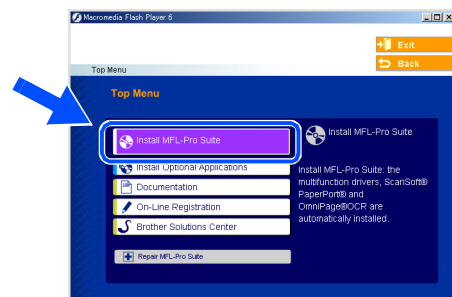 Macromedia Flash Player 6
Exit
Back
Top Menu
Top Menu
Install MFL-Pro Suite
Install Optional Applications
Documentation
On-Line Registration
Brother Solutions Center
Repair MFL-Pro Suite
Install MFL-Pro Suite
Install MFL-Pro Suite: the
multifunction drivers, ScanSoft®
PaperPort® and
OmniPage®OCR are
automatically installed.